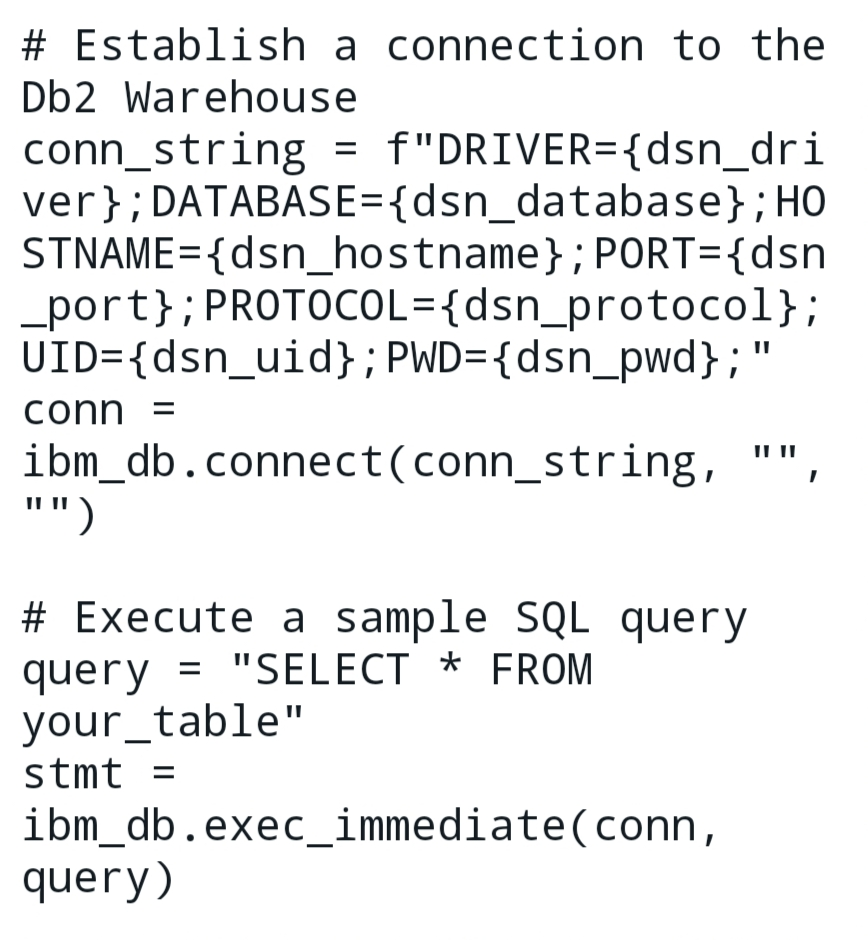 # Establish a connection to the
Db2 Warehouse
conn_string = f"DRIVER={dsn_dri
ver};DATABASE={dsn_database};HO
STNAME={dsn_hostname};PORT={dsn
_port};PROTOCOL={dsn_protocol};
UID={dsn_uid};PWD={dsn_pwd};"
conn =
ibm_db.connect(conn_string, "",
"")

# Execute a sample SQL query
query = "SELECT * FROM
your_table"
stmt =
ibm_db.exec_immediate(conn,
query)